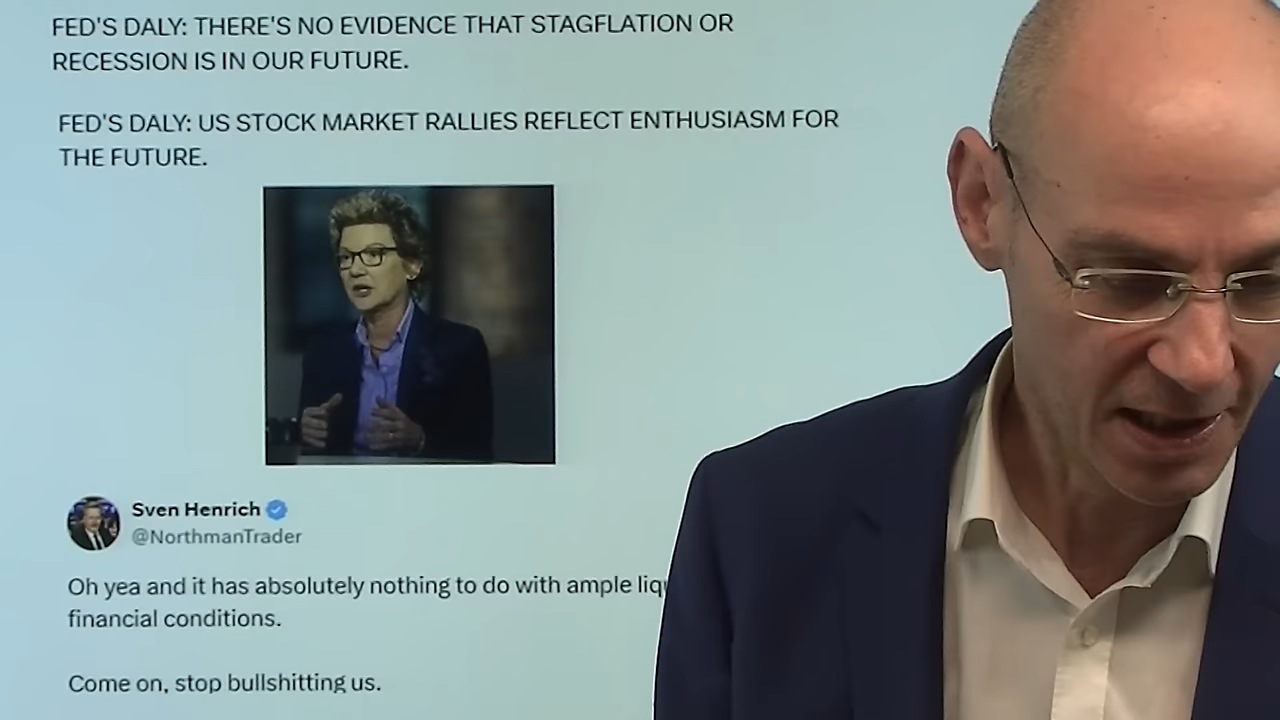 FED'S DALY: THERE'S NO EVIDENCE THAT STAGFLATION OR
RECESSION IS IN OUR FUTURE.
FED'S DALY: US STOCK MARKET RALLIES REFLECT ENTHUSIASM FOR
THE FUTURE.
Sven Henrich
@NorthmanTrader
Oh yea and it has absolutely nothing to do with ample
financial conditions.
Come on, stop bullshitting us.